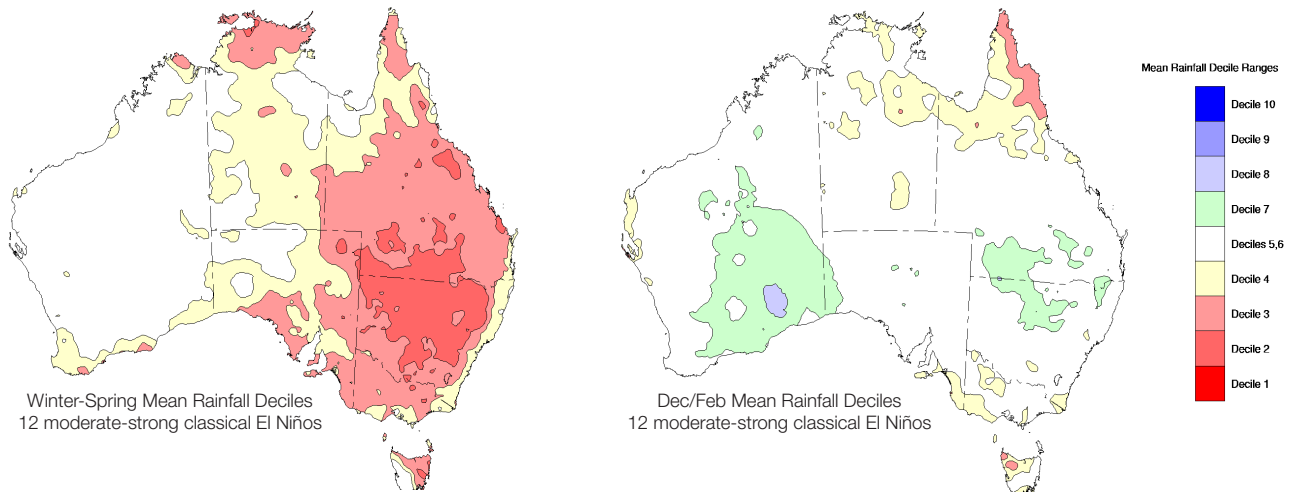 Winter-Spring Mean Rainfall Deciles
12 moderate-strong classical El Niños
Dec/Feb Mean Rainfall Deciles
12 moderate-strong classical El Niños
Mean Rainfall Decile Ranges
Decile 10
Decile 9
Decile 8
Decile 7
Deciles 5,6
Decile 4
Decile 3
Decile 2
Decile 1